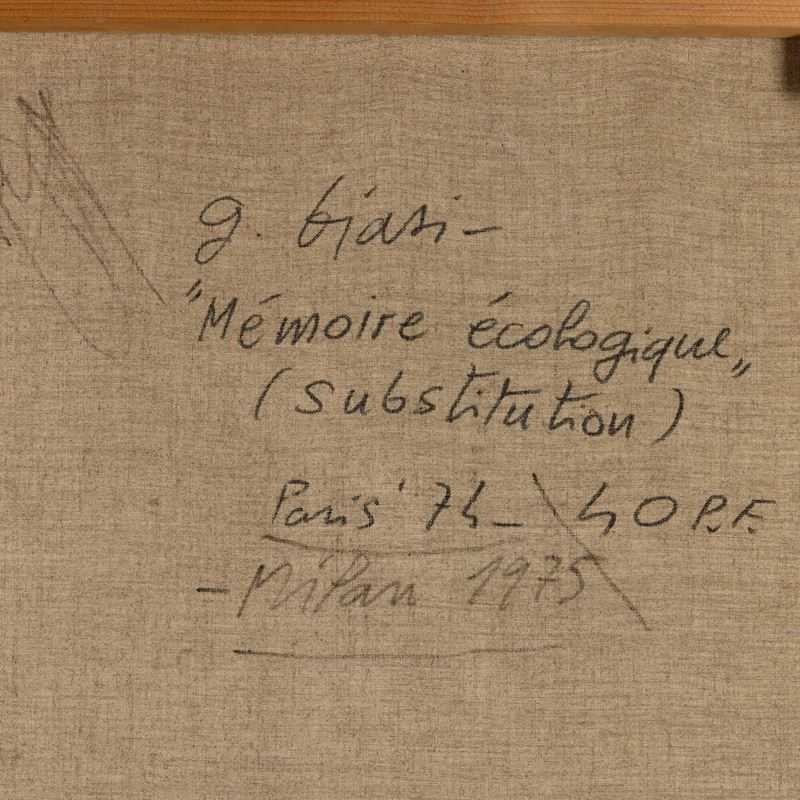 g. Biasi –
"Mémoire écologique„
(substitution)
Paris' 74 – \ 40 P.F.
– Milan 1975